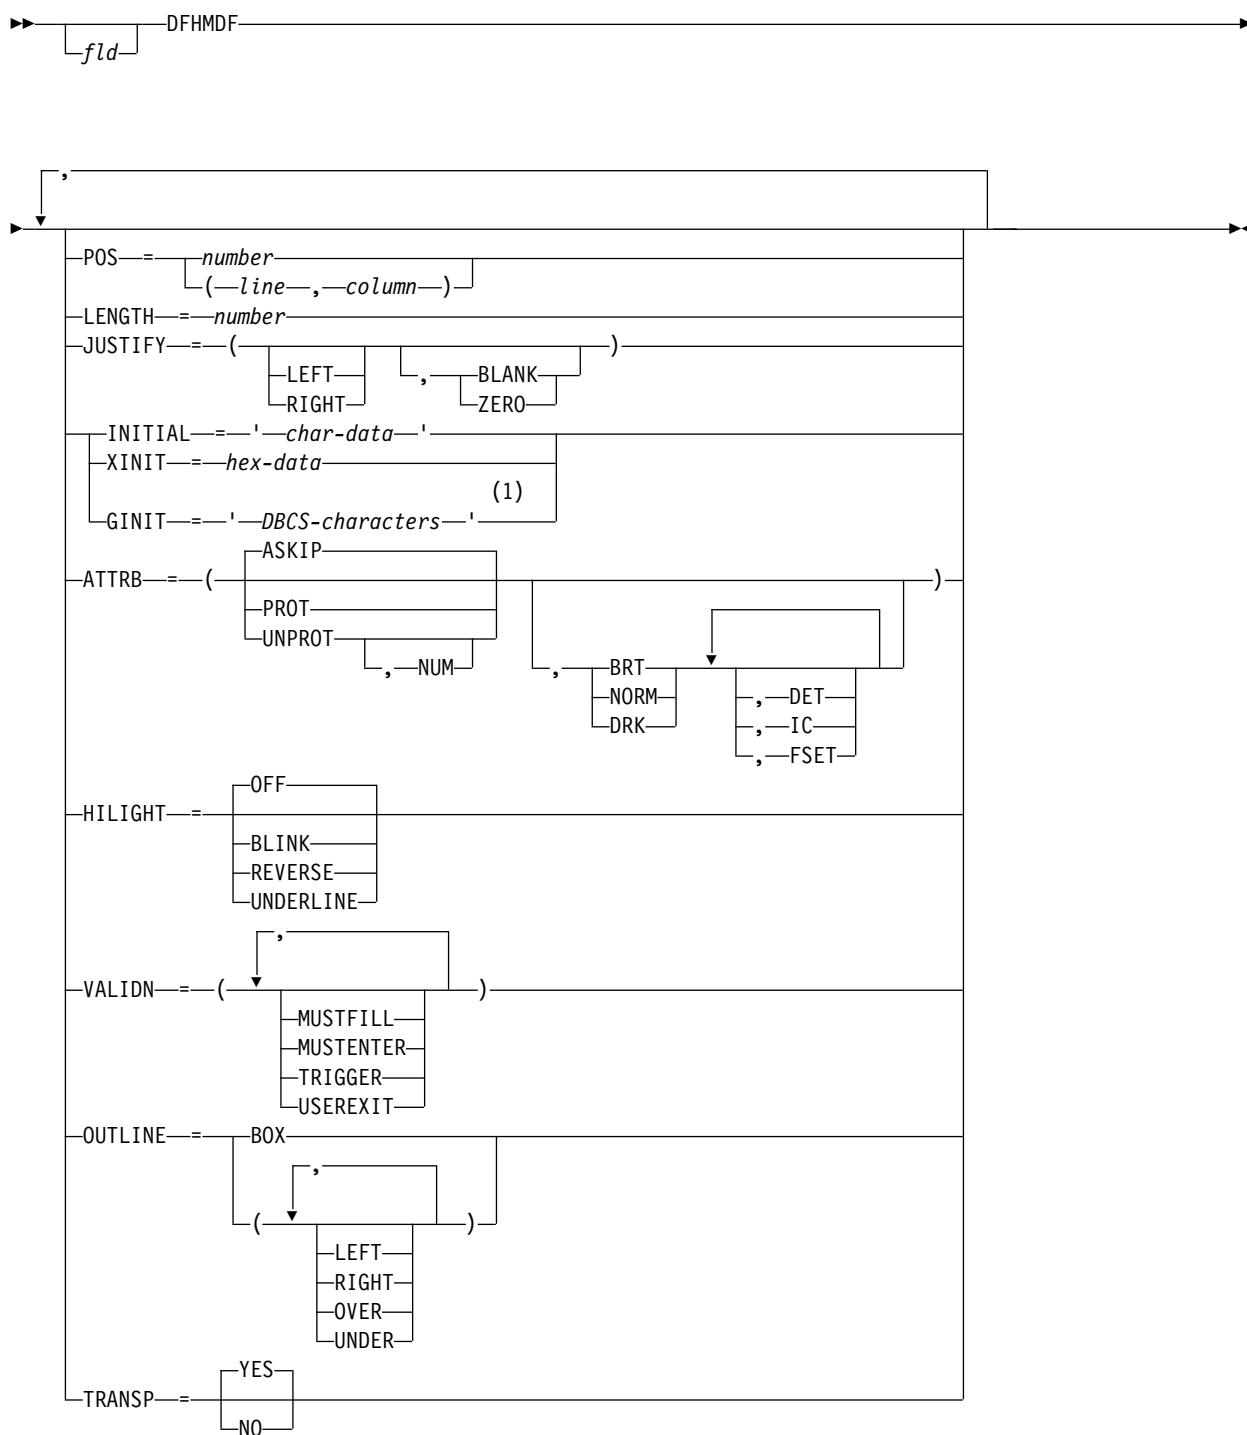 DFHMDF
fld
,
POS = number
( line , column )
LENGTH = number
JUSTIFY = ( )
LEFT , BLANK
RIGHT ZERO
INITIAL = ' char-data '
XINIT = hex-data
(1)
GINIT = ' DBCS-characters '
ASKIP
ATTRB = ( )
PROT
UNPROT
, NUM , BRT
NORM , DET
DRK , IC
, FSET
OFF
HILIGHT =
BLINK
REVERSE
UNDERLINE
,
VALIDN = ( )
MUSTFILL
MUSTENTER
TRIGGER
USEREXIT
OUTLINE = BOX
,
( )
LEFT
RIGHT
OVER
UNDER
YES
TRANSP =
NO